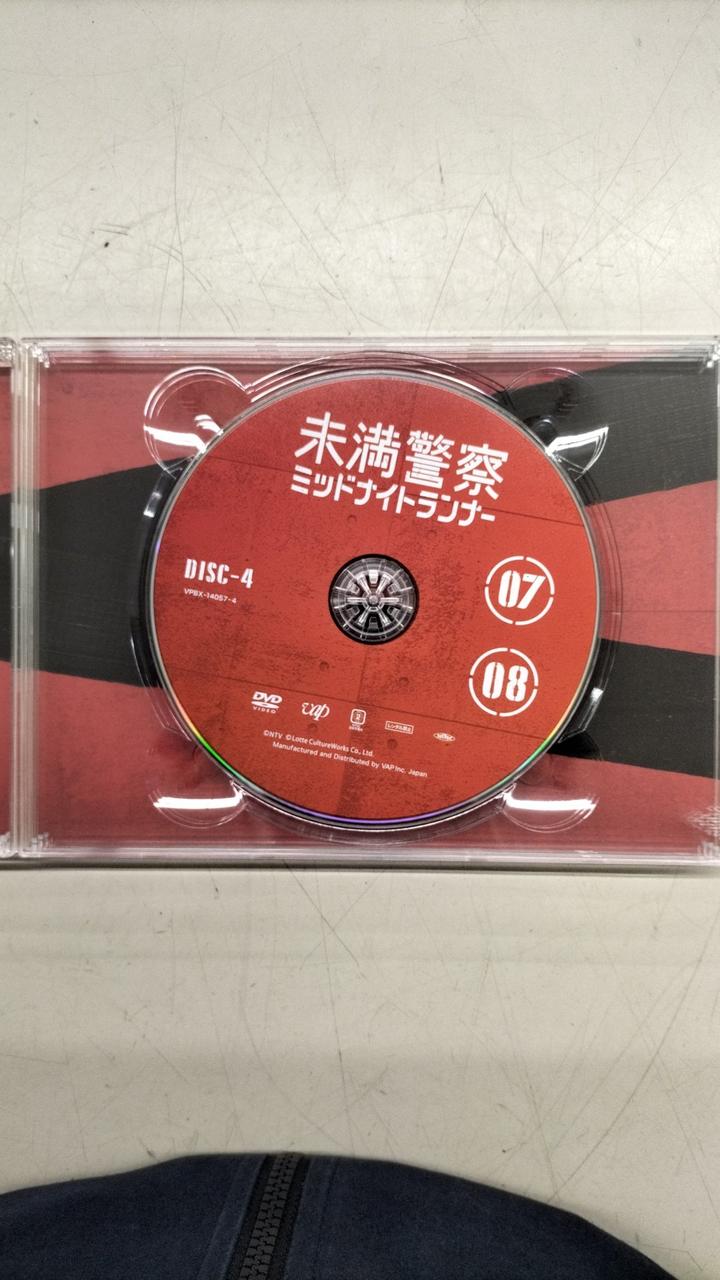 未満警察
ミッドナイトランナー
DISC-4
VPBX-14057-4
07
08
DVD
VIDEO
vap
2
レンタル禁止
©NTV ©Lotte CultureWorks Co., Ltd.
Manufactured and Distributed by VAP Inc. Japan